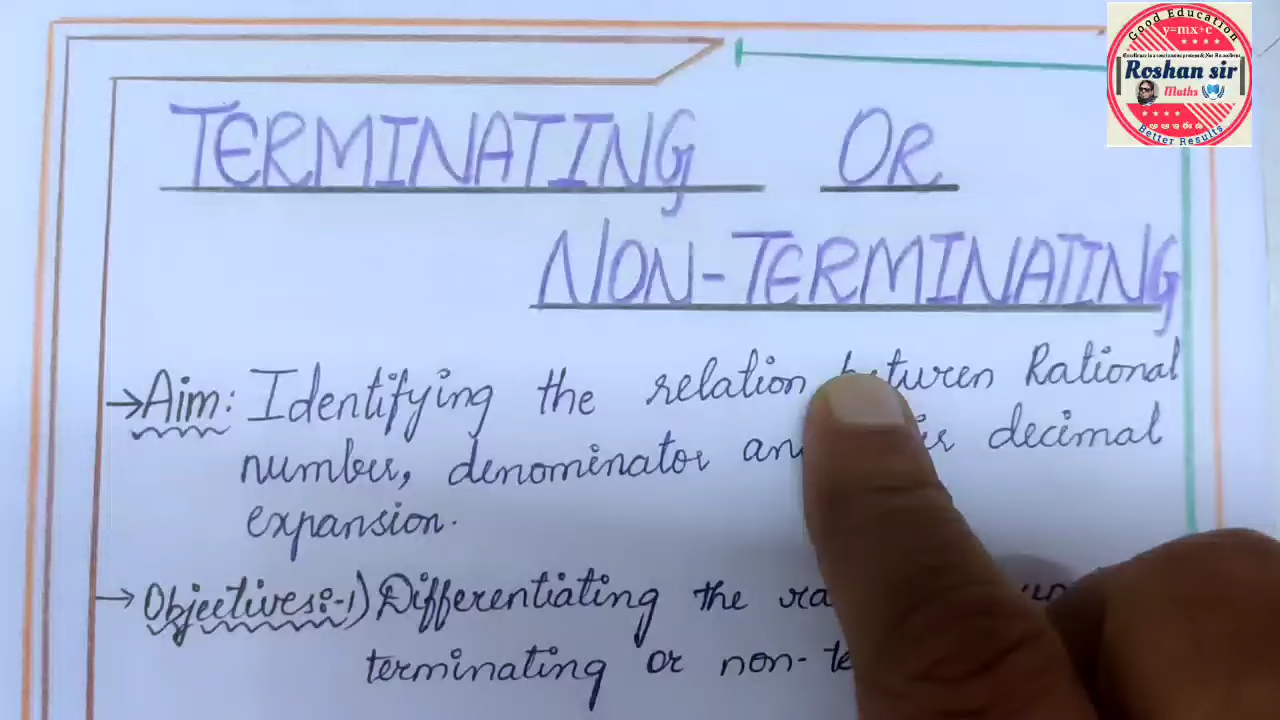 Good Education
y=mx+c
Roshan sir
Maths
Better Results
TERMINATING OR
NON-TERMINATING
→Aim: Identifying the relation between Rational
number, denominator decimal
expansion.
→ Objectives:-1) Differentiating the
terminating or non-